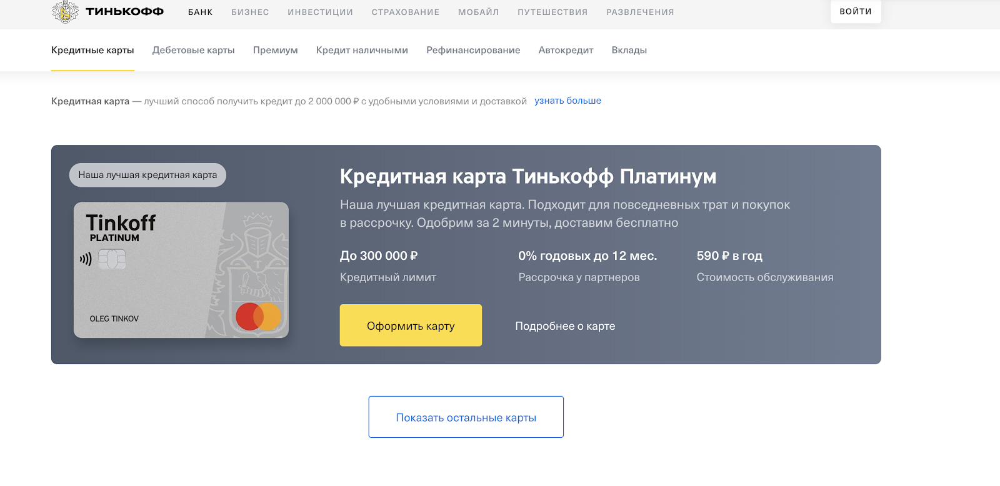 ТИНЬКОФФ БАНК БИЗНЕС ИНВЕСТИЦИИ СТРАХОВАНИЕ МОБАЙЛ ПУТЕШЕСТВИЯ РАЗВЛЕЧЕНИЯ ВОЙТИ
Кредитные карты Дебетовые карты Премиум Кредит наличными Рефинансирование Автокредит Вклады
Кредитная карта — лучший способ получить кредит до 2 000 000 ₽ с удобными условиями и доставкой узнать больше
Наша лучшая кредитная карта
Tinkoff
PLATINUM
OLEG TINKOV
Кредитная карта Тинькофф Платинум
Наша лучшая кредитная карта. Подходит для повседневных трат и покупок
в рассрочку. Одобрим за 2 минуты, доставим бесплатно
До 300 000 ₽ 0% годовых до 12 мес. 590 ₽ в год
Кредитный лимит Рассрочка у партнеров Стоимость обслуживания
Оформить карту Подробнее о карте
Показать остальные карты